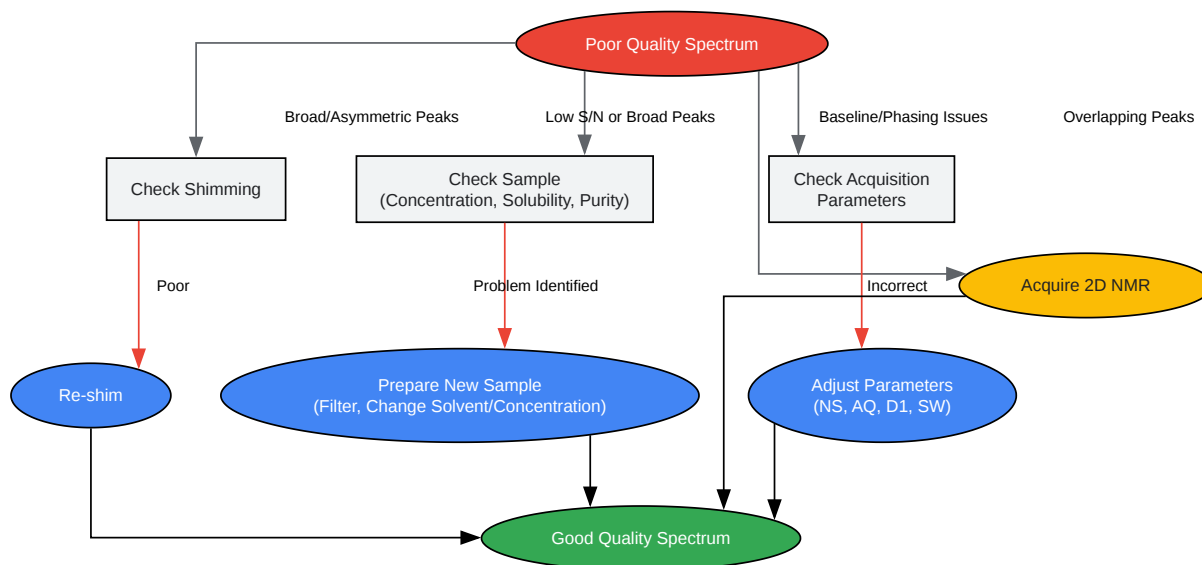 Poor Quality Spectrum
Broad/Asymmetric Peaks
Low S/N or Broad Peaks
Baseline/Phasing Issues
Overlapping Peaks
Check Shimming
Check Sample
(Concentration, Solubility, Purity)
Check Acquisition
Parameters
Poor
Problem Identified
Incorrect
Acquire 2D NMR
Re-shim
Prepare New Sample
(Filter, Change Solvent/Concentration)
Adjust Parameters
(NS, AQ, D1, SW)
Good Quality Spectrum